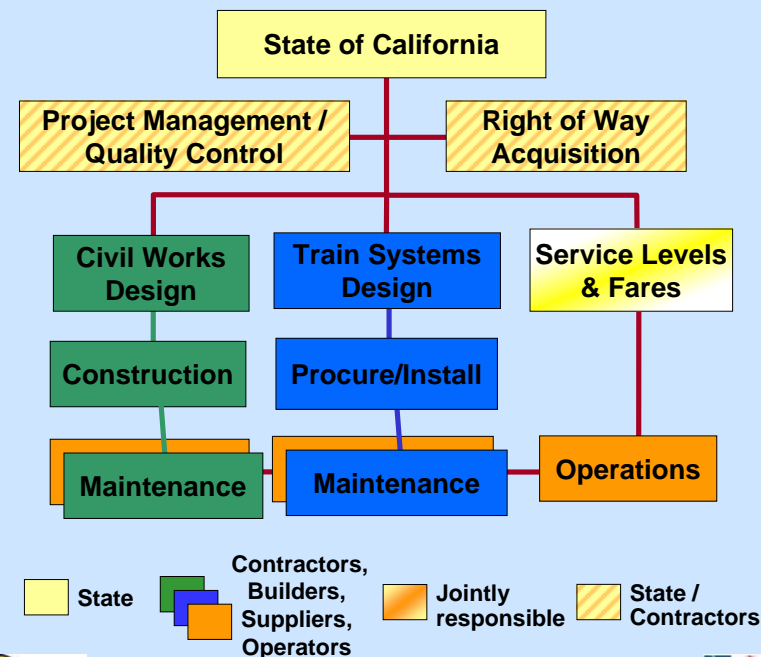 State of California
Project Management /
Quality Control
Right of Way
Acquisition
Civil Works
Design
Train Systems
Design
Service Levels
& Fares
Construction
Procure/Install
Maintenance
Maintenance
Operations
State
Contractors,
Builders,
Suppliers,
Operators
Jointly
responsible
State /
Contractors